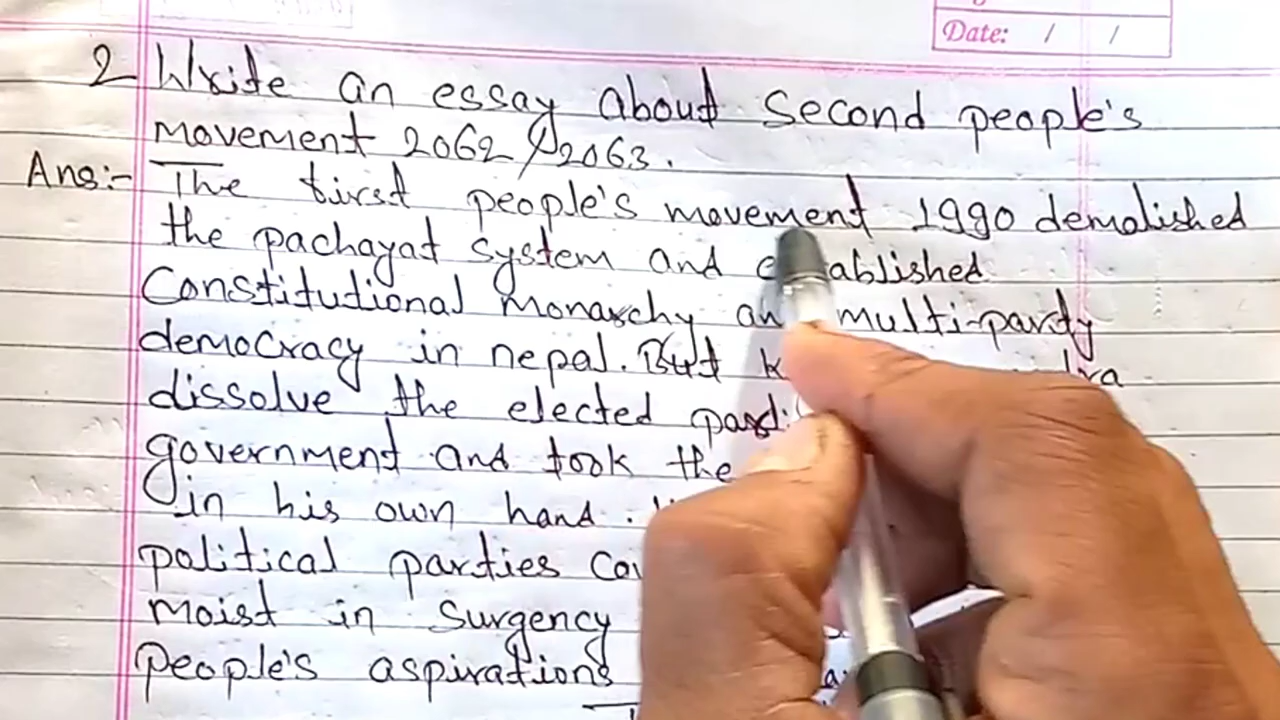 Date: / /
2 Write an essay about second people's
movement 2062/2063.
Ans:- The first people's movement 1990 demolished
the pachayat system and established
Constitutional monarchy an multi-party
democracy in nepal. But
dissolve the elected
government and took the
in his own hand.
political parties
moist in surgency
people's aspirations